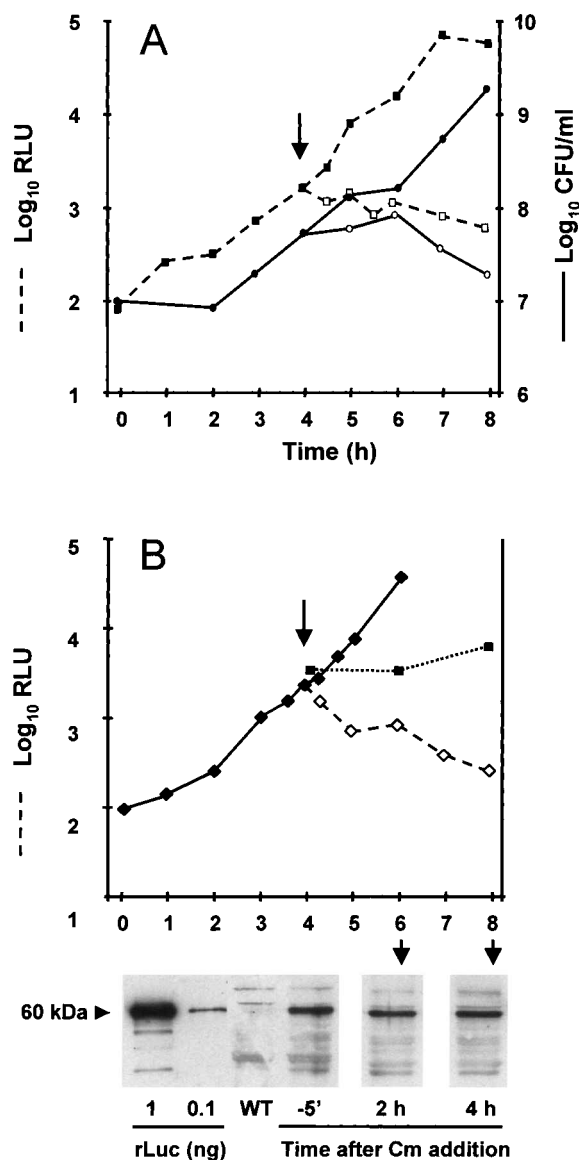 A
5
4
3
2
1
10
9
8
7
6
Log10 RLU
Log10 CFU/ml
0 1 2 3 4 5 6 7 8
Time (h)
B
5
4
3
2
1
Log10 RLU
0 1 2 3 4 5 6 7 8
60 kDa
1 0.1 WT -5' 2 h 4 h
rLuc (ng) Time after Cm addition